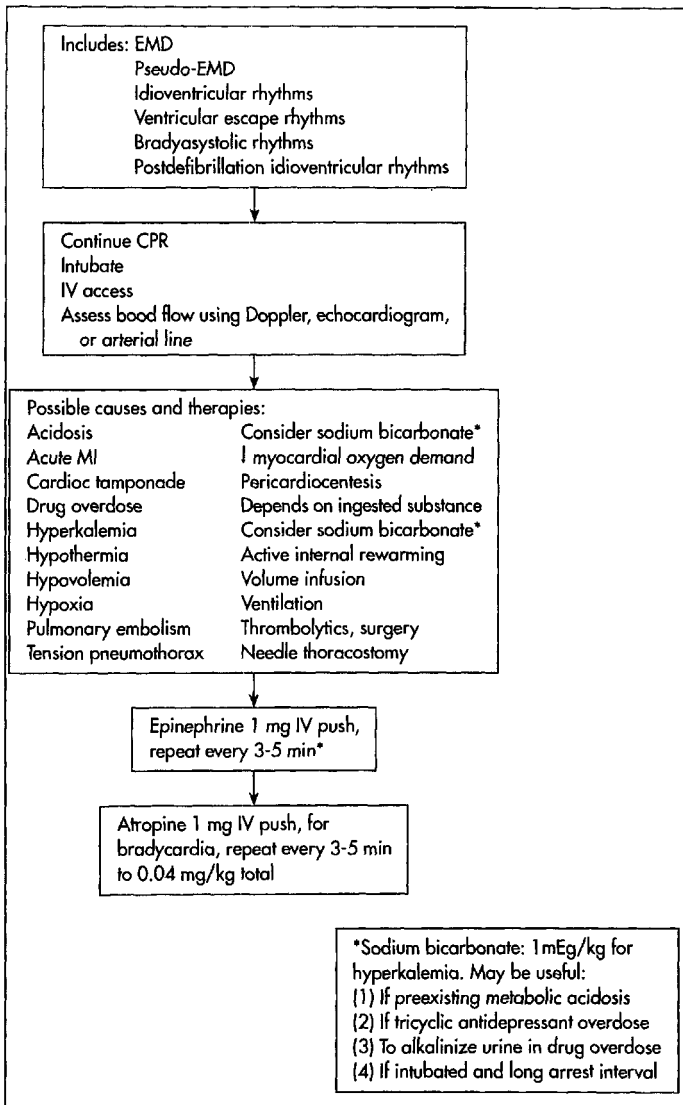 Includes: EMD
Pseudo-EMD
Idioventricular rhythms
Ventricular escape rhythms
Bradyasystolic rhythms
Postdefibrillation idioventricular rhythms
Continue CPR
Intubate
IV access
Assess bood flow using Doppler, echocardiogram,
or arterial line
Possible causes and therapies:
Acidosis Consider sodium bicarbonate*
Acute MI ↓ myocardial oxygen demand
Cardioc tamponade Pericardiocentesis
Drug overdose Depends on ingested substance
Hyperkalemia Consider sodium bicarbonate*
Hypothermia Active internal rewarming
Hypovolemia Volume infusion
Hypoxia Ventilation
Pulmonary embolism Thrombolytics, surgery
Tension pneumothorax Needle thoracostomy
Epinephrine 1 mg IV push,
repeat every 3-5 min*
Atropine 1 mg IV push, for
bradycardia, repeat every 3-5 min
to 0.04 mg/kg total
*Sodium bicarbonate: 1mEg/kg for
hyperkalemia. May be useful:
(1) If preexisting metabolic acidosis
(2) If tricyclic antidepressant overdose
(3) To alkalinize urine in drug overdose
(4) If intubated and long arrest interval